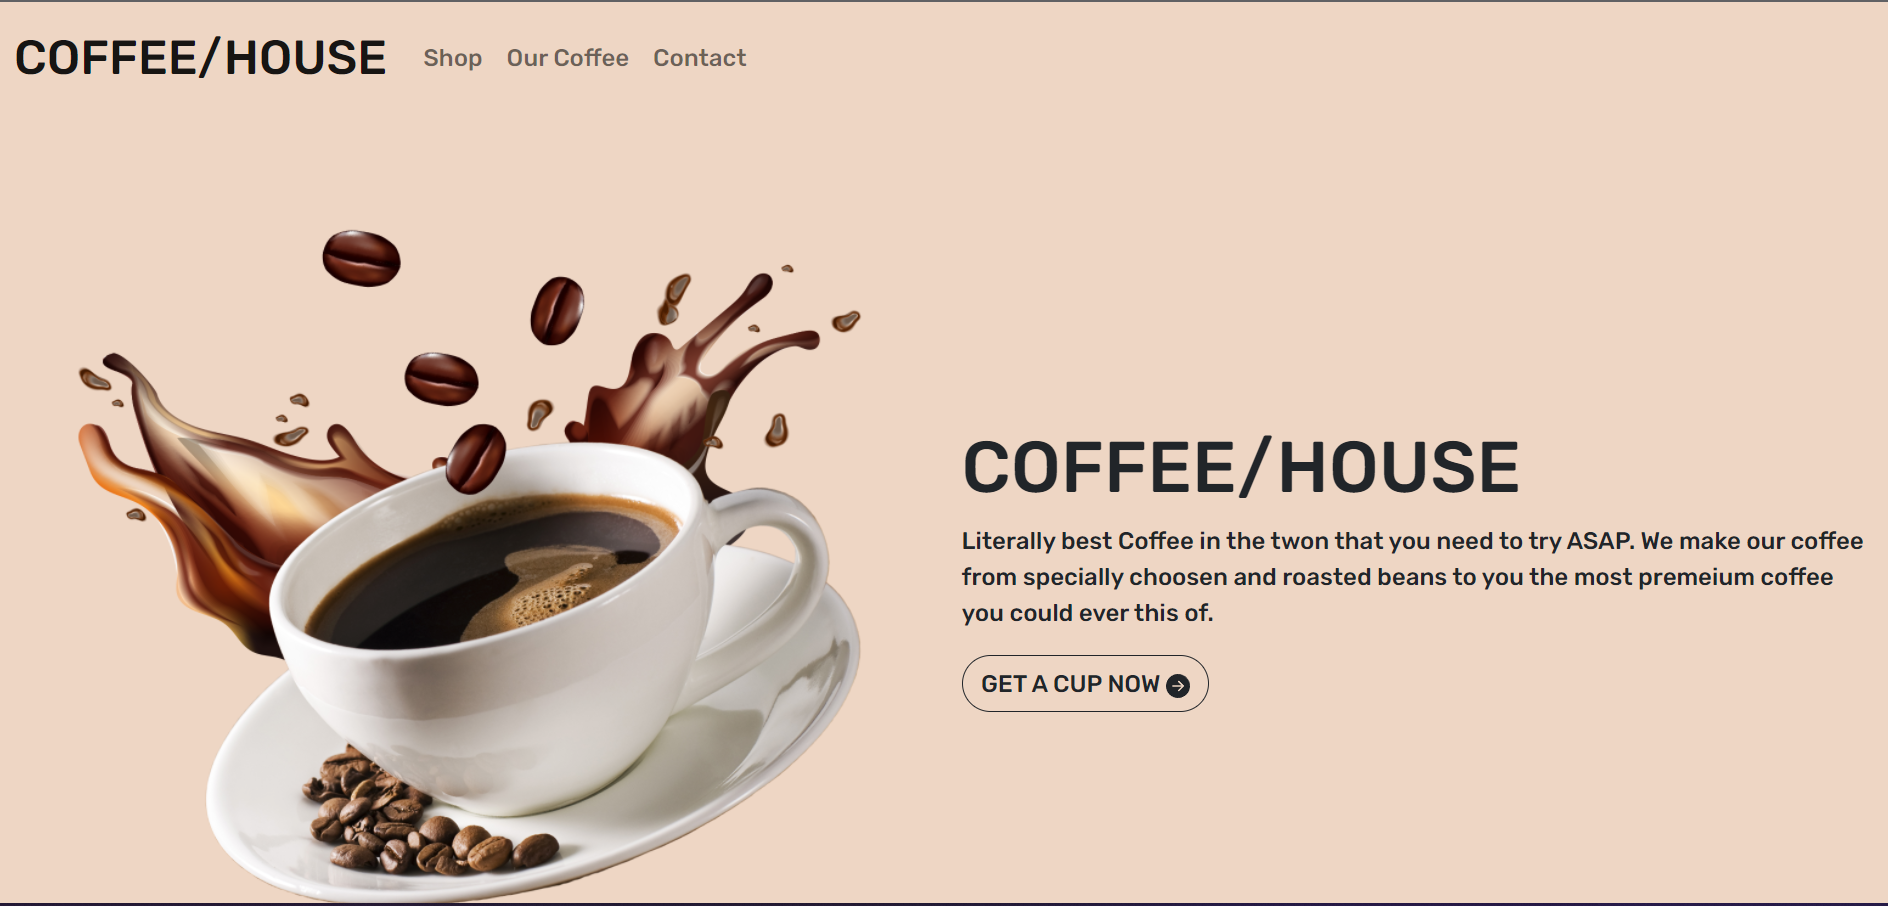 COFFEE/HOUSE Shop Our Coffee Contact
COFFEE/HOUSE
Literally best Coffee in the twon that you need to try ASAP. We make our coffee
from specially choosen and roasted beans to you the most premeium coffee
you could ever this of.
GET A CUP NOW